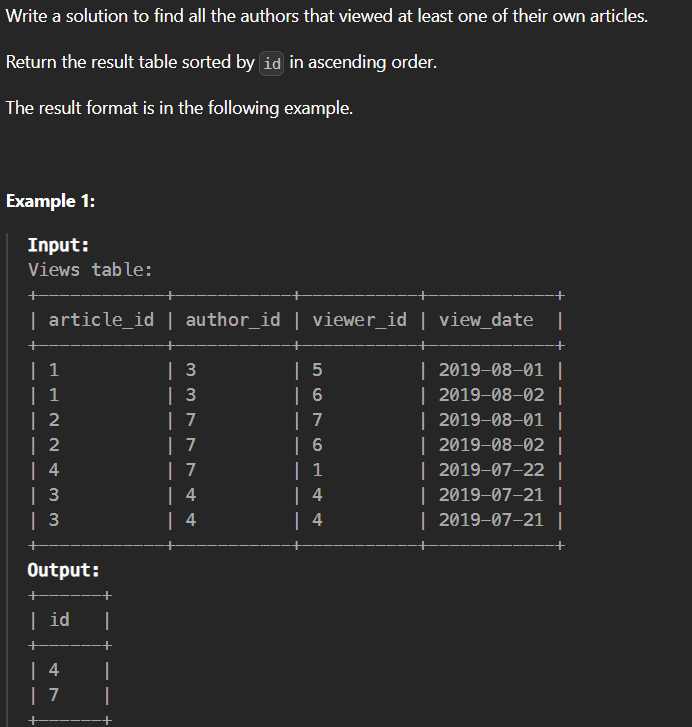 Write a solution to find all the authors that viewed at least one of their own articles.
Return the result table sorted by id in ascending order.
The result format is in the following example.
Example 1:
Input:
Views table:
+------------+-----------+-----------+------------+
| article_id | author_id | viewer_id | view_date  |
+------------+-----------+-----------+------------+
| 1          | 3         | 5         | 2019-08-01 |
| 1          | 3         | 6         | 2019-08-02 |
| 2          | 7         | 7         | 2019-08-01 |
| 2          | 7         | 6         | 2019-08-02 |
| 4          | 7         | 1         | 2019-07-22 |
| 3          | 4         | 4         | 2019-07-21 |
| 3          | 4         | 4         | 2019-07-21 |
+------------+-----------+-----------+------------+
Output:
+------+
| id   |
+------+
| 4    |
| 7    |
+------+